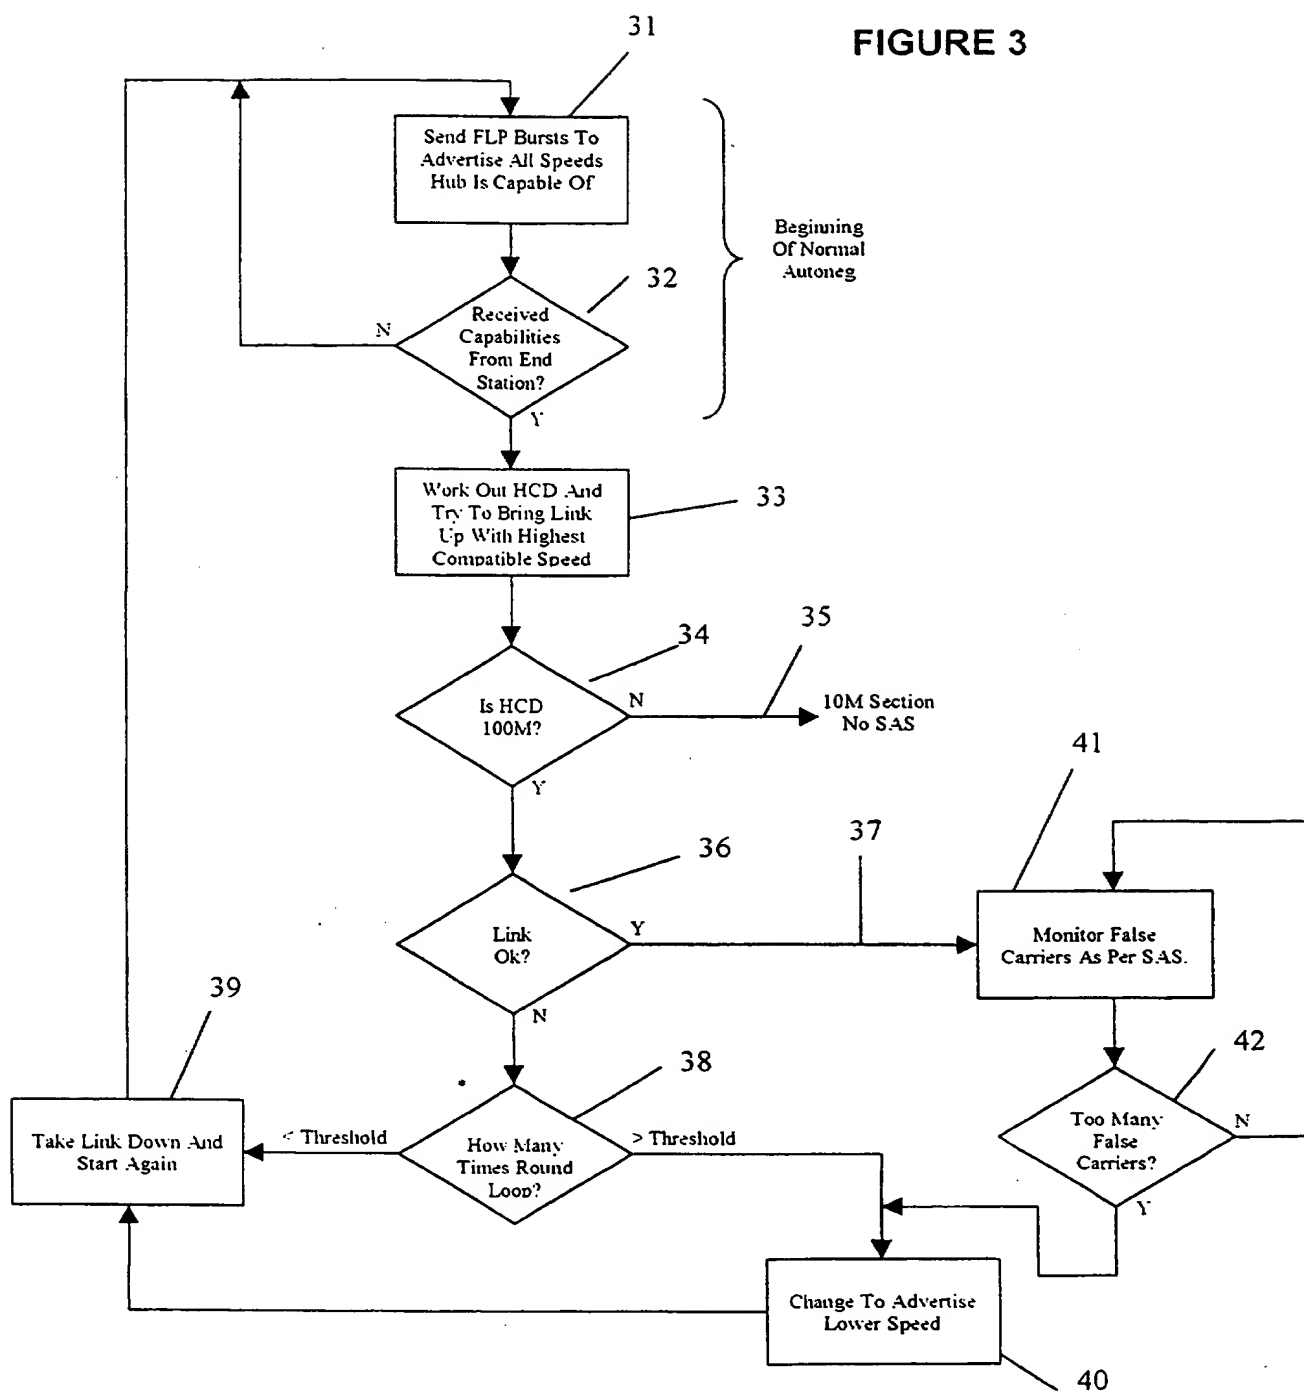 FIGURE 3
31
Send FLP Bursts To
Advertise All Speeds
Hub Is Capable Of
Beginning
Of Normal
Autoneg
32
Received
Capabilities
From End
Station?
N
Y
Work Out HCD And
Try To Bring Link
Up With Highest
Compatible Speed
33
34
Is HCD
100M?
N
Y
35
10M Section
No SAS
36
Link
Ok?
Y
N
37
41
Monitor False
Carriers As Per SAS.
42
Too Many
False
Carriers?
N
Y
38
How Many
Times Round
Loop?
< Threshold
> Threshold
39
Take Link Down And
Start Again
Change To Advertise
Lower Speed
40